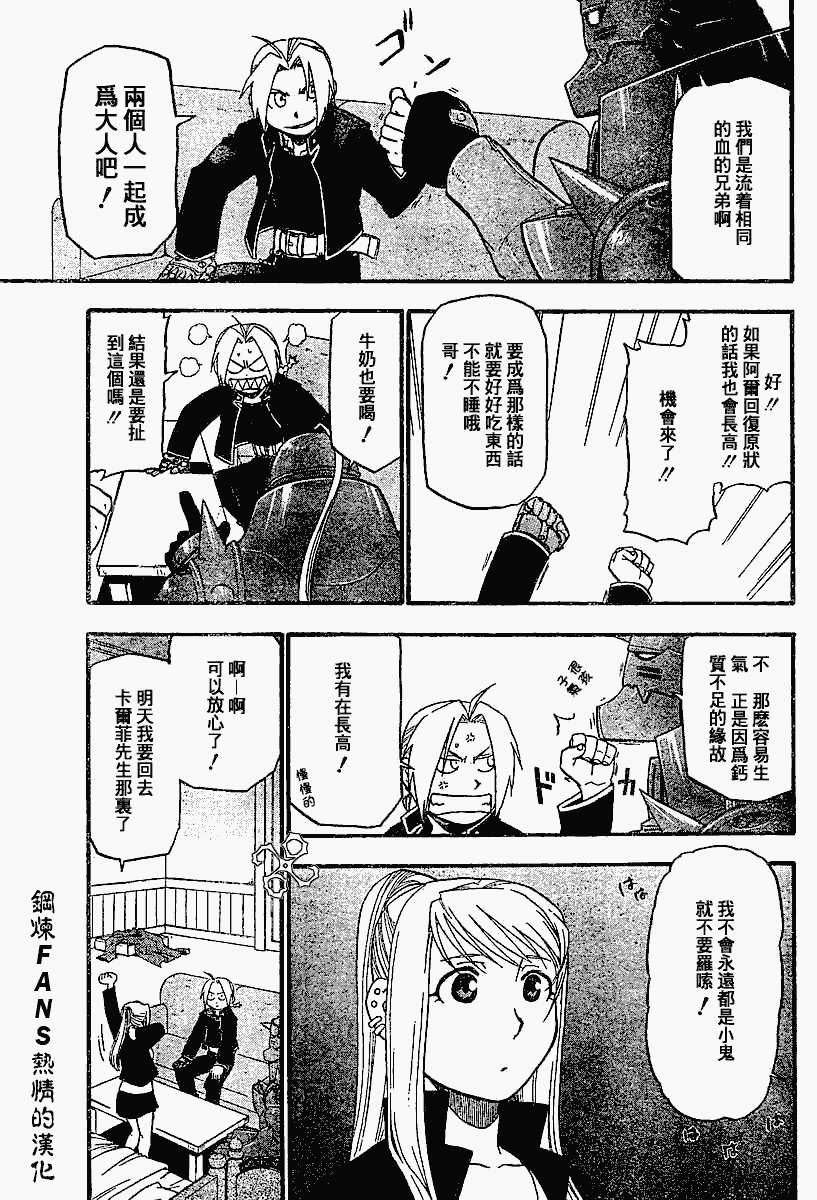 我們是流着相同
的血的兄弟啊
ゴン
兩個人一起成
爲大人吧！
好！！
如果阿爾回復原狀
的話我也會長高！！
機會來了！！
要成爲那樣的話
就要好好吃東西
不能不睡哦
哥！
牛奶也要喝！
結果還是要扯
到這個嗎！！
不 那麼容易生
氣 正是因爲鈣
質不足的緣故
ドカ
我有在長高！
慢慢的
我不會永遠都是小鬼
就不要羅嗦！
はな
はなは
啊—啊
可以放心了！
明天我要回去
卡爾菲先生那裏了
鋼煉FANS熱情的漢化